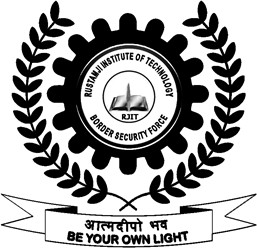 RUSTAMJI INSTITUTE OF TECHNOLOGY
RJIT
BORDER SECURITY FORCE
आत्मदीपो भव
BE YOUR OWN LIGHT